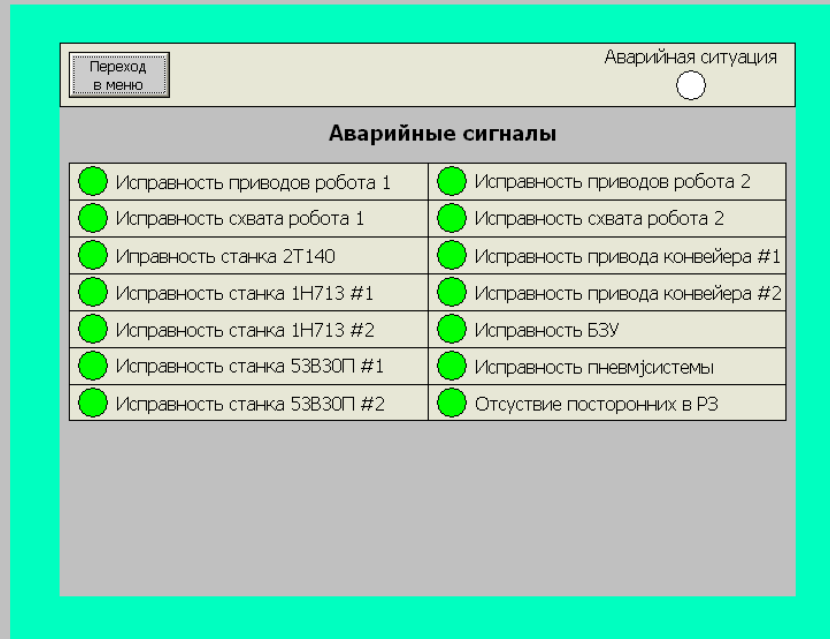 Переход
в меню
Аварийная ситуация
Аварийные сигналы
Исправность приводов робота 1
Исправность приводов робота 2
Исправность схвата робота 1
Исправность схвата робота 2
Иправность станка 2Т140
Исправность привода конвейера #1
Исправность станка 1Н713 #1
Исправность привода конвейера #2
Исправность станка 1Н713 #2
Исправность БЗУ
Исправность станка 53В30П #1
Исправность пневмjсистемы
Исправность станка 53В30П #2
Отсуствие посторонних в РЗ